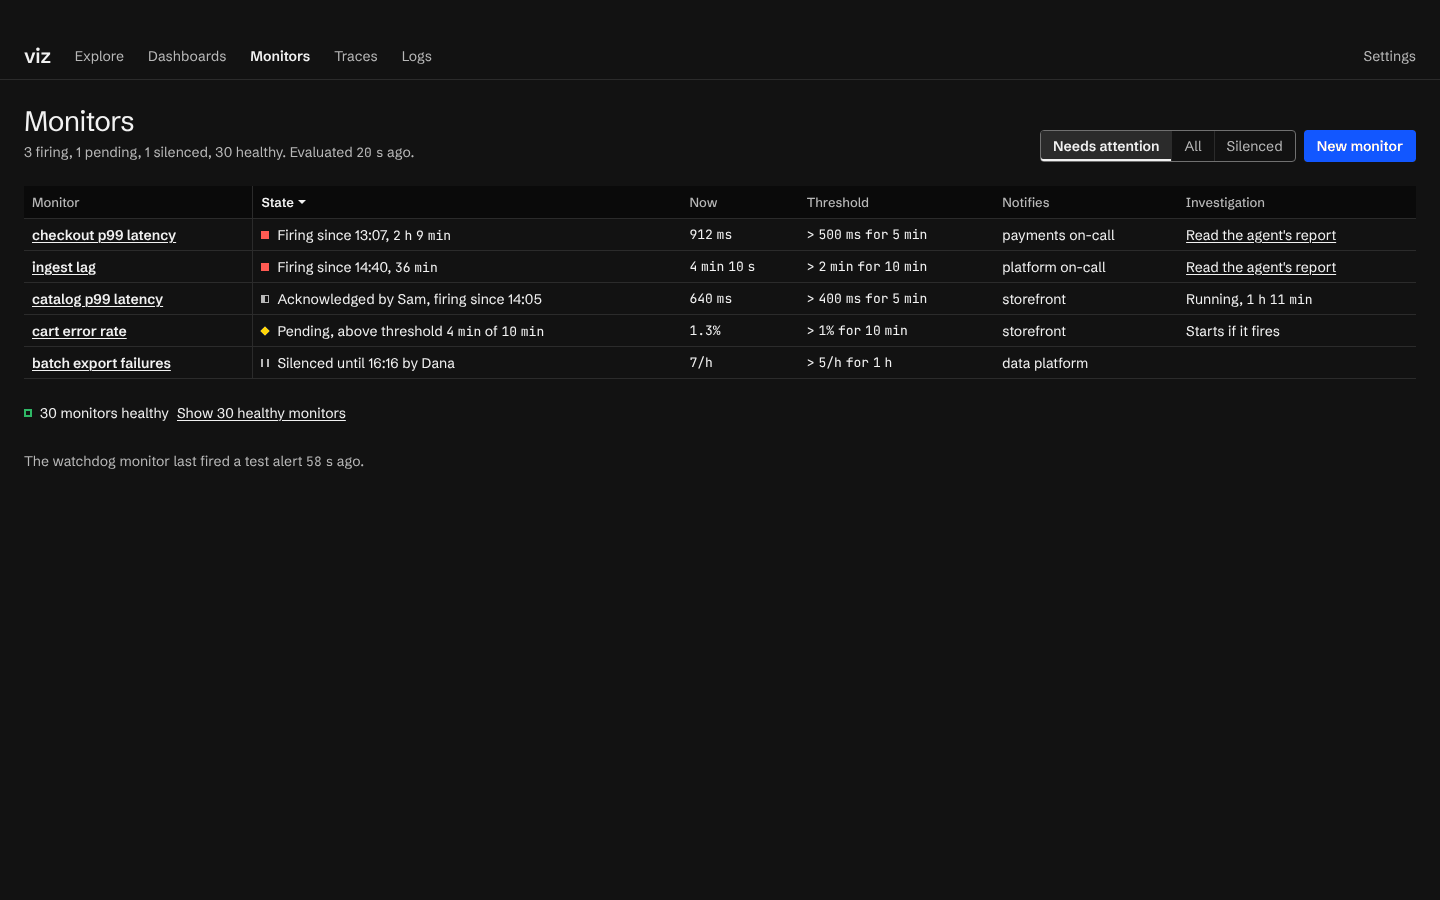 viz Explore Dashboards Monitors Traces Logs Settings
Monitors
3 firing, 1 pending, 1 silenced, 30 healthy. Evaluated 20 s ago.
Needs attention All Silenced New monitor
Monitor State Now Threshold Notifies Investigation
checkout p99 latency Firing since 13:07, 2 h 9 min 912 ms > 500 ms for 5 min payments on-call Read the agent's report
ingest lag Firing since 14:40, 36 min 4 min 10 s > 2 min for 10 min platform on-call Read the agent's report
catalog p99 latency Acknowledged by Sam, firing since 14:05 640 ms > 400 ms for 5 min storefront Running, 1 h 11 min
cart error rate Pending, above threshold 4 min of 10 min 1.3% > 1% for 10 min storefront Starts if it fires
batch export failures Silenced until 16:16 by Dana 7/h > 5/h for 1 h data platform
30 monitors healthy Show 30 healthy monitors
The watchdog monitor last fired a test alert 58 s ago.